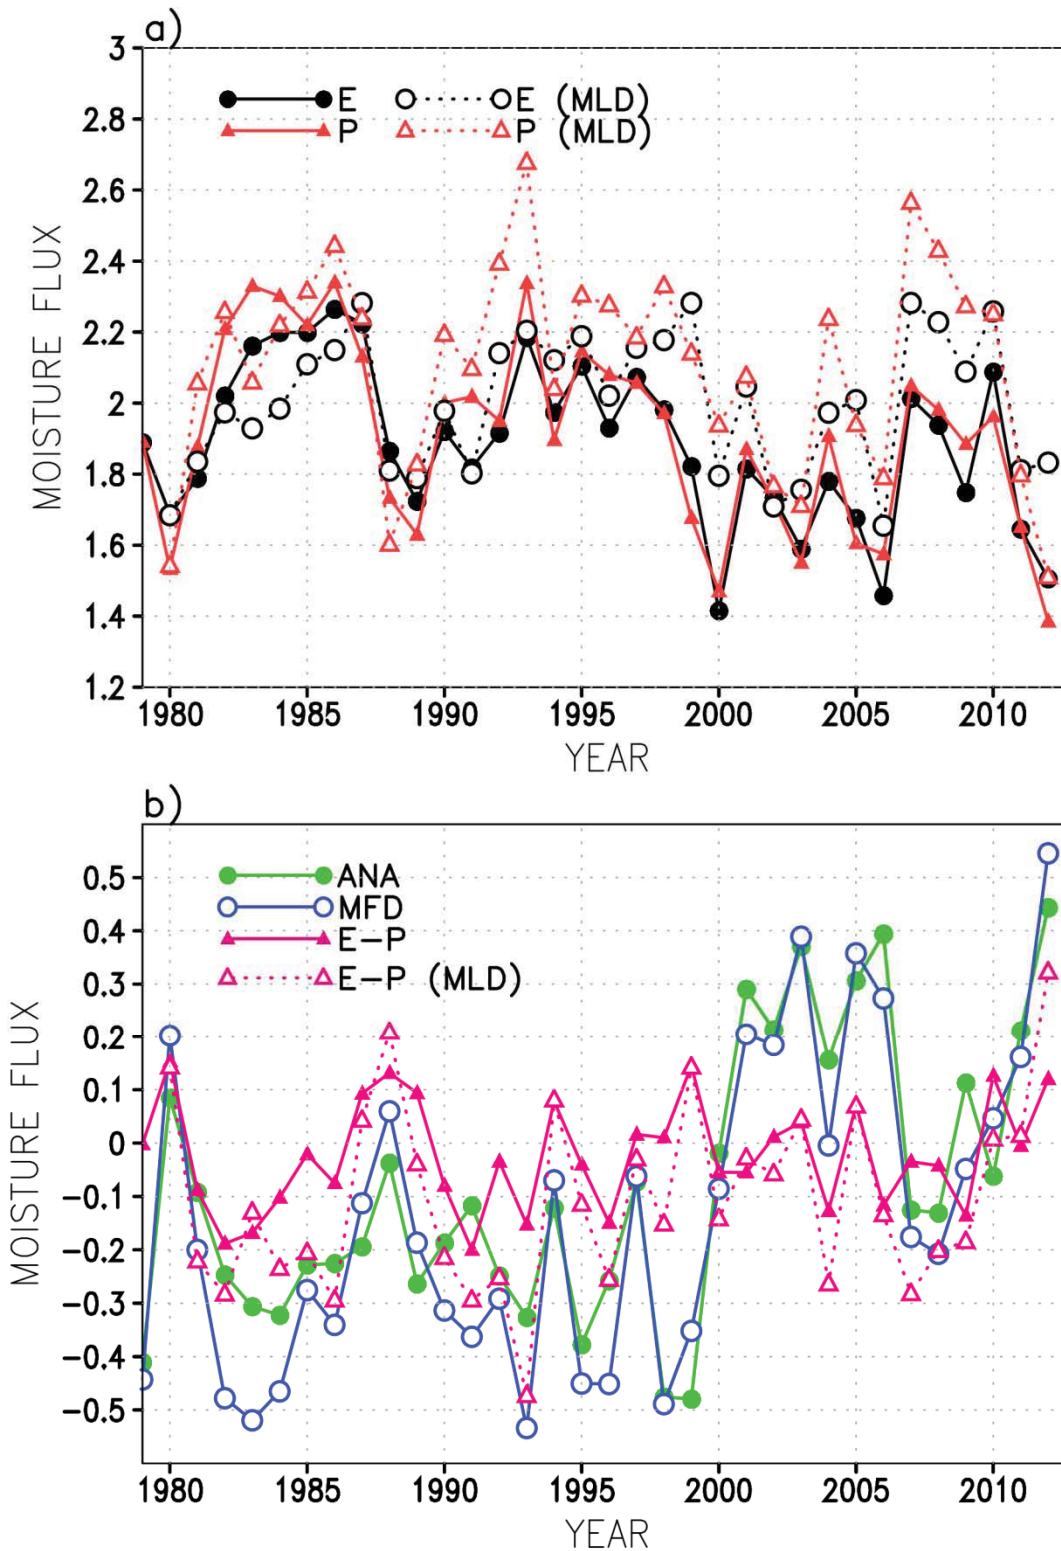 a)
3
2.8
2.6
2.4
2.2
2
1.8
1.6
1.4
1.2
MOISTURE FLUX
E E (MLD)
P P (MLD)
1980 1985 1990 1995 2000 2005 2010
YEAR
b)
0.5
0.4
0.3
0.2
0.1
0
-0.1
-0.2
-0.3
-0.4
-0.5
MOISTURE FLUX
ANA
MFD
E-P
E-P (MLD)
1980 1985 1990 1995 2000 2005 2010
YEAR